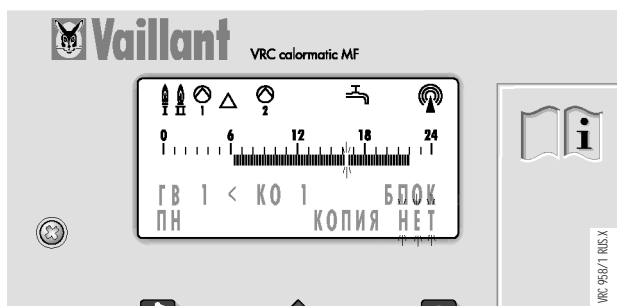 Vaillant
VRC calormatic MF
I II 1 2
0 6 12 18 24
ГВ 1 < КО 1 БЛОК
ПН КОПИЯ НЕТ
i
VRC 958/1 RUS.X